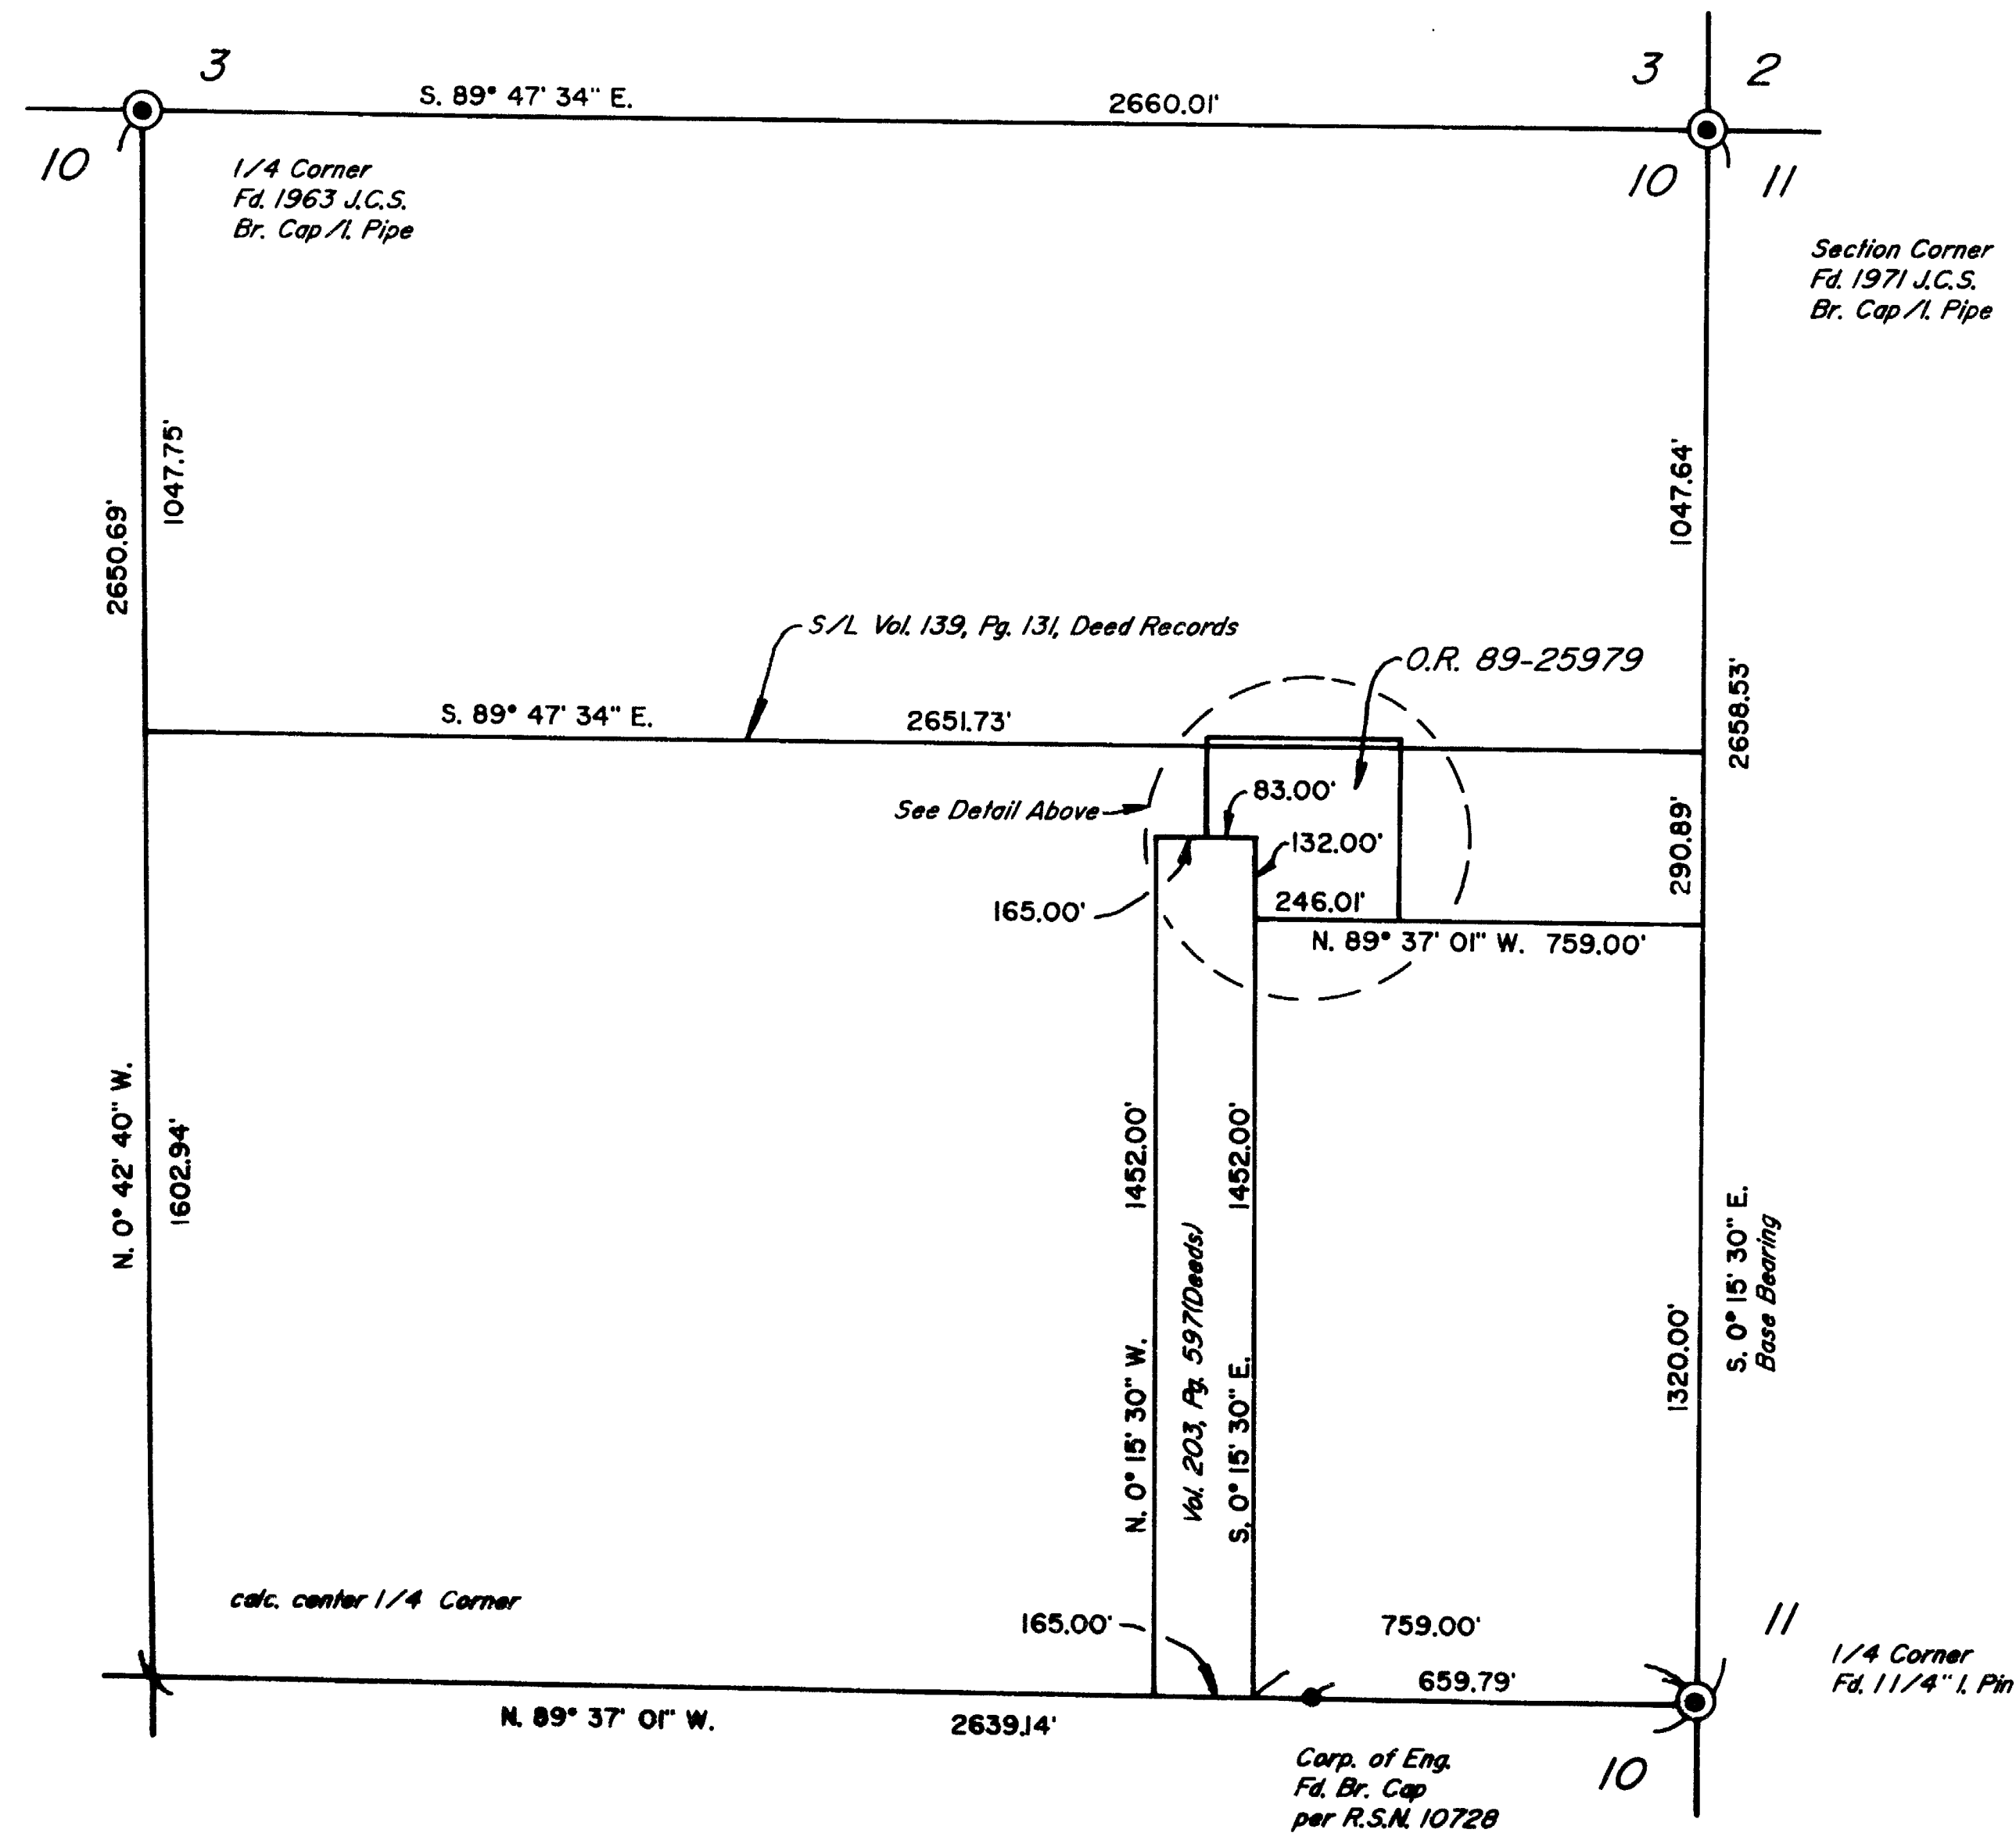 3
3
2
S. 89° 47' 34" E.
2660.01'
10
10
11
1/4 Corner
Fd. 1963 J.C.S.
Br. Cap /I. Pipe
Section Corner
Fd. 1971 J.C.S.
Br. Cap /I. Pipe
1047.75'
2650.69'
1047.64'
S/L Vol. 139, Pg. 131, Deed Records
O.R. 89-25979
2658.53'
S. 89° 47' 34" E.
2651.73'
83.00'
See Detail Above
132.00'
290.89'
165.00'
246.01'
N. 89° 37' 01" W. 759.00'
N. 0° 42' 40" W.
1602.94'
1452.00'
1452.00'
N. 0° 15' 30" W.
Vol. 203, Pg. 597(Deeds)
S. 0° 15' 30" E.
1320.00'
S. 0° 15' 30" E.
Base Bearing
calc. center 1/4 Corner
165.00'
759.00'
11
1/4 Corner
Fd. 1 1/4" I. Pin
659.79'
N. 89° 37' 01" W.
2639.14'
Corp. of Eng.
Fd. Br. Cap
per R.S.N. 10728
10